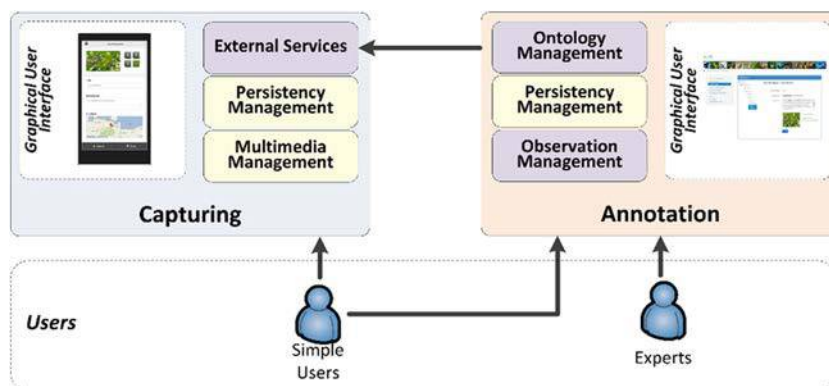 Graphical User
Interface
External Services
Persistency
Management
Multimedia
Management
Capturing
Ontology
Management
Persistency
Management
Observation
Management
Graphical User
Interface
Annotation
Users
Simple
Users
Experts